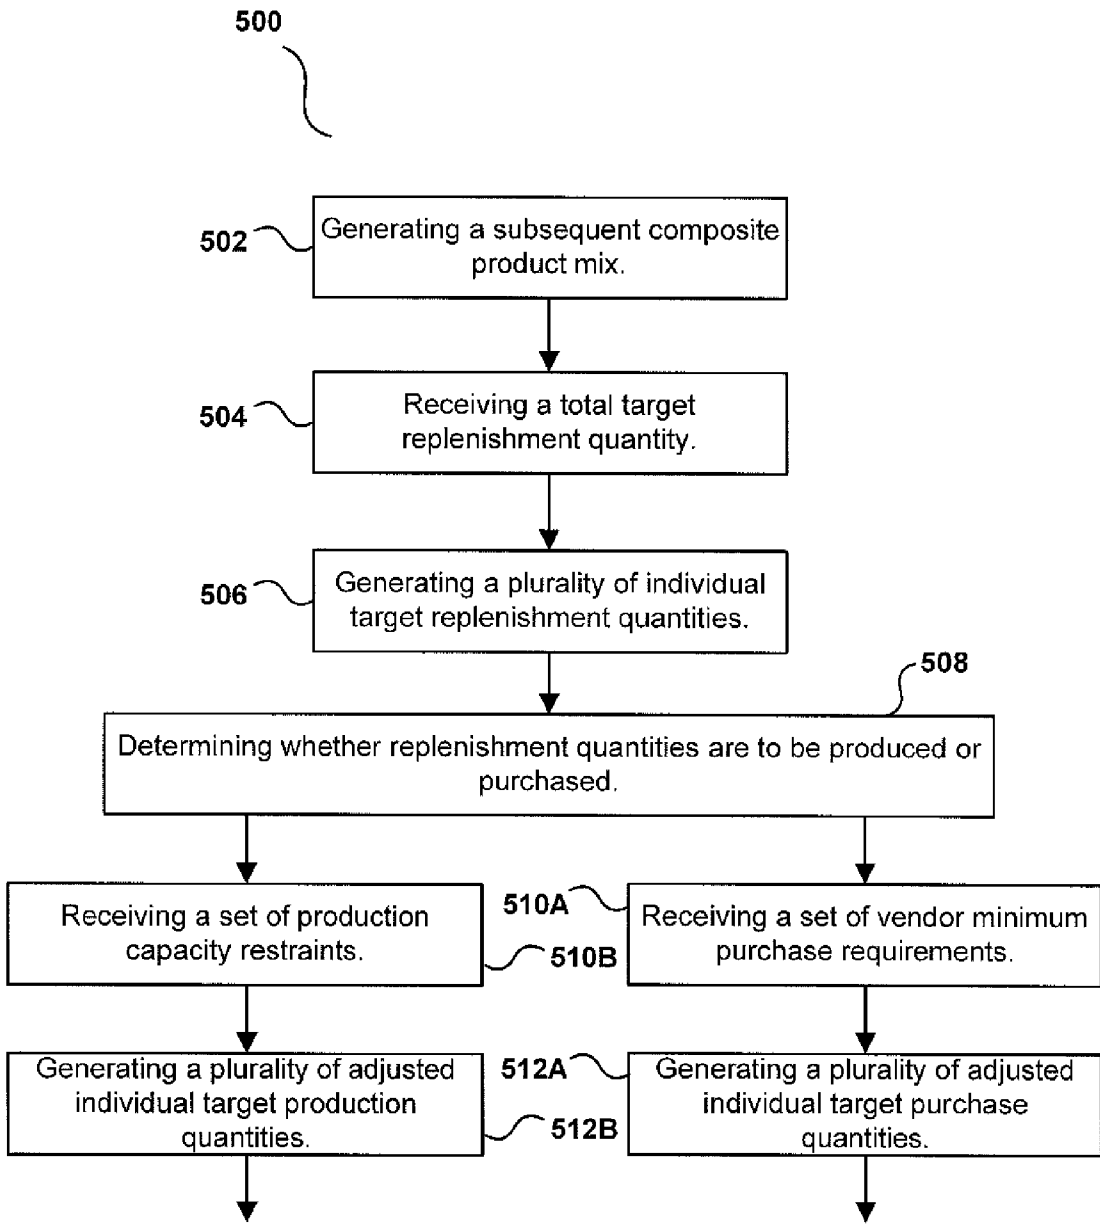 500
502
Generating a subsequent composite
product mix.
504
Receiving a total target
replenishment quantity.
506
Generating a plurality of individual
target replenishment quantities.
508
Determining whether replenishment quantities are to be produced or
purchased.
Receiving a set of production
capacity restraints.
510B
510A
Receiving a set of vendor minimum
purchase requirements.
Generating a plurality of adjusted
individual target production
quantities.
512B
512A
Generating a plurality of adjusted
individual target purchase
quantities.